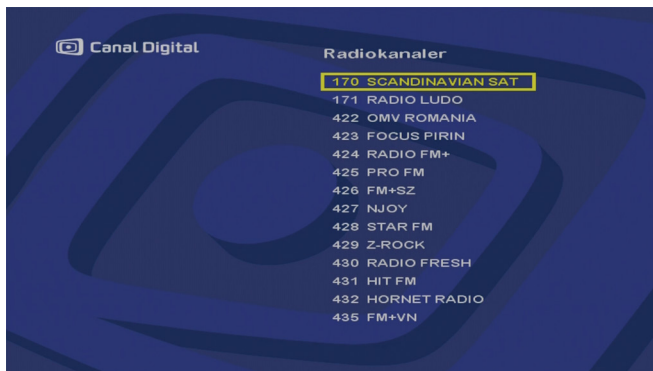 Canal Digital
Radiokanaler
170 SCANDINAVIAN SAT
171 RADIO LUDO
422 OMV ROMANIA
423 FOCUS PIRIN
424 RADIO FM+
425 PRO FM
426 FM+SZ
427 NJOY
428 STAR FM
429 Z-ROCK
430 RADIO FRESH
431 HIT FM
432 HORNET RADIO
435 FM+VN